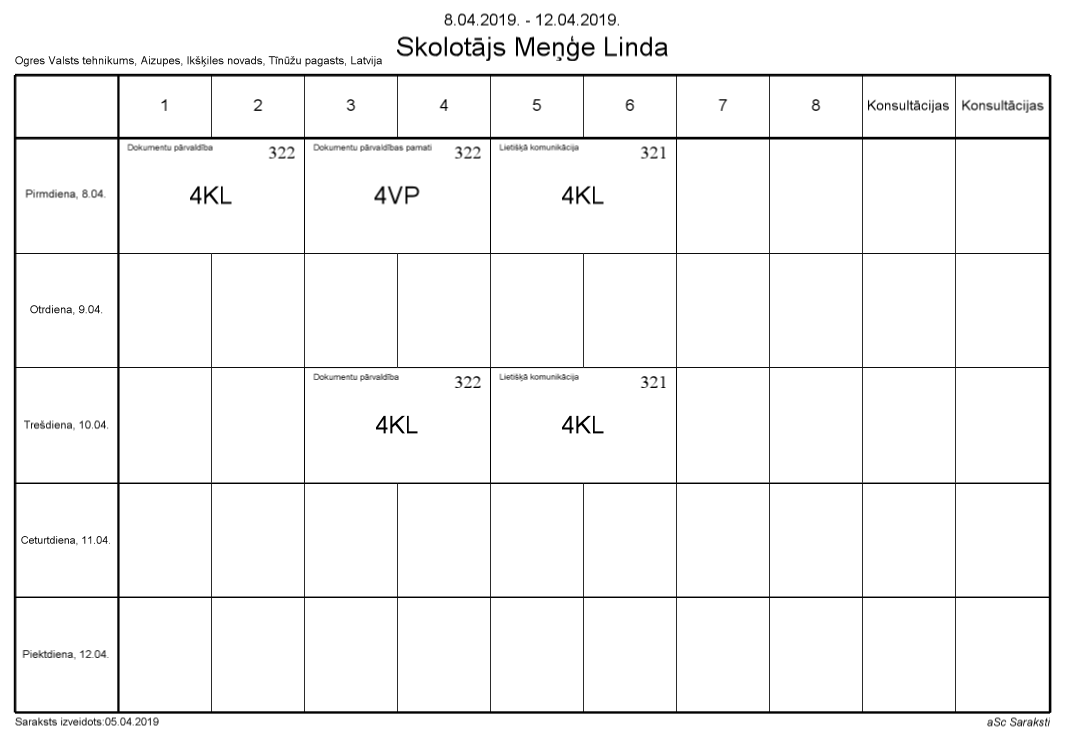 8.04.2019. - 12.04.2019.
Skolotājs Meņģe Linda
Ogres Valsts tehnikums, Aizupes, Ikšķiles novads, Tīnūžu pagasts, Latvija
1 2 3 4 5 6 7 8 Konsultācijas Konsultācijas
Dokumentu pārvaldība 322 Dokumentu pārvaldības pamati 322 Lietišķā komunikācija 321
Pirmdiena, 8.04. 4KL 4VP 4KL
Otrdiena, 9.04.
Dokumentu pārvaldība 322 Lietišķā komunikācija 321
Trešdiena, 10.04. 4KL 4KL
Ceturtdiena, 11.04.
Piektdiena, 12.04.
Saraksts izveidots:05.04.2019 aSc Saraksti